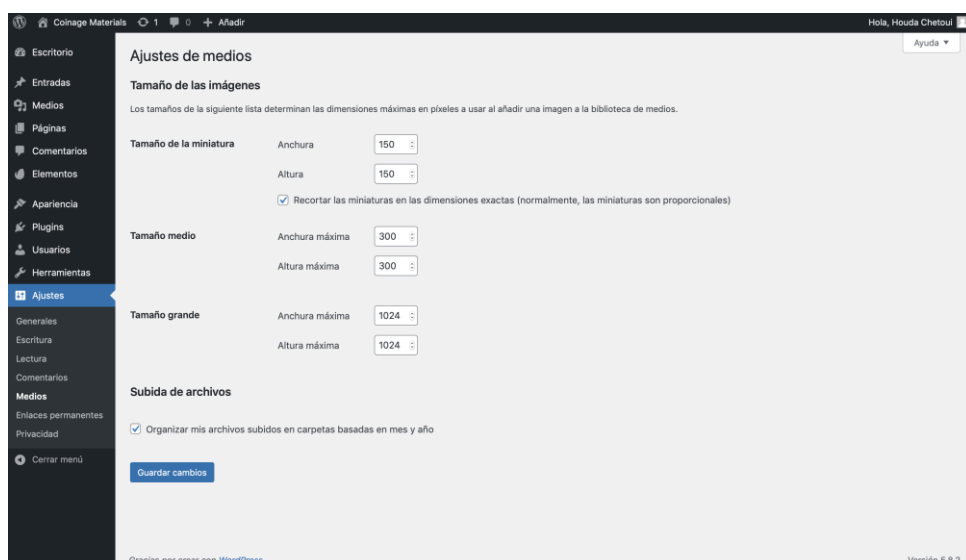 Coinage Materials 1 0 + Añadir Hola, Houda Chetoui
Ayuda ▼
Escritorio
Entradas
Medios
Páginas
Comentarios
Elementos
Apariencia
Plugins
Usuarios
Herramientas
Ajustes
Generales
Escritura
Lectura
Comentarios
Medios
Enlaces permanentes
Privacidad
Cerrar menú
Ajustes de medios
Tamaño de las imágenes
Los tamaños de la siguiente lista determinan las dimensiones máximas en píxeles a usar al añadir una imagen a la biblioteca de medios.
Tamaño de la miniatura Anchura 150
Altura 150
Recortar las miniaturas en las dimensiones exactas (normalmente, las miniaturas son proporcionales)
Tamaño medio Anchura máxima 300
Altura máxima 300
Tamaño grande Anchura máxima 1024
Altura máxima 1024
Subida de archivos
Organizar mis archivos subidos en carpetas basadas en mes y año
Guardar cambios
Gracias por crear con WordPress. Versión 5.8.2